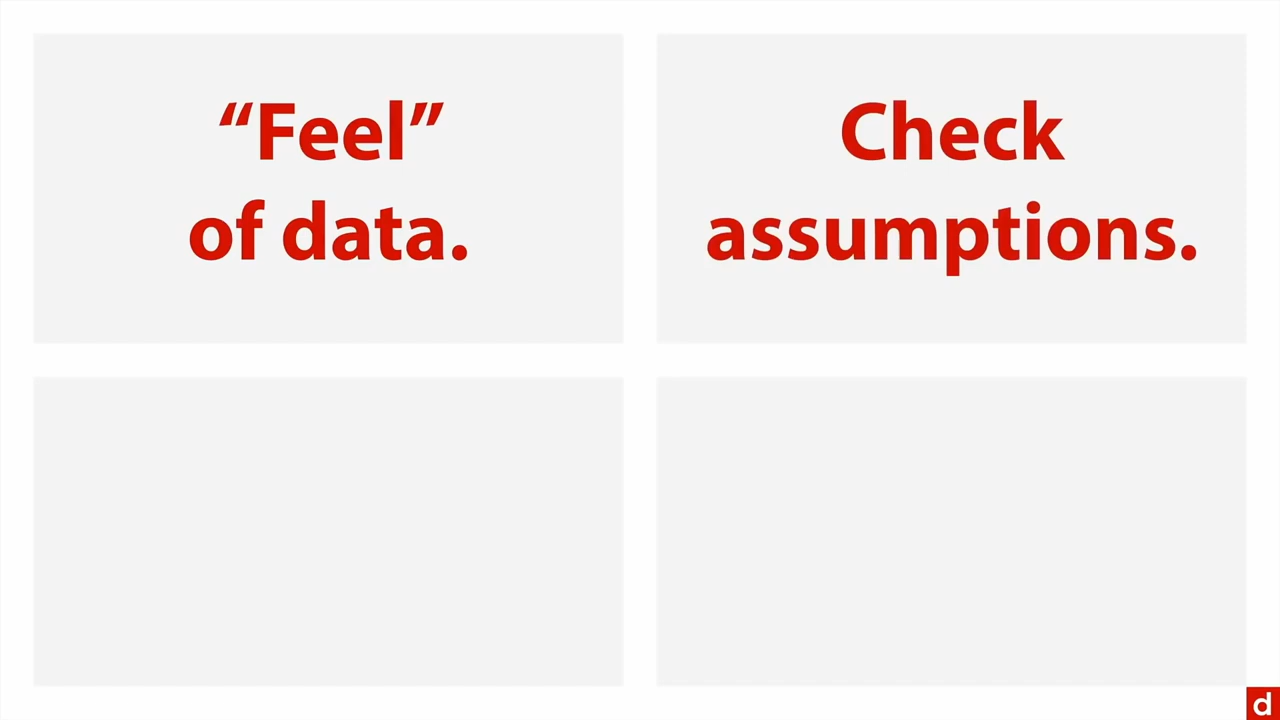 “Feel”
of data.
Check
assumptions.
d